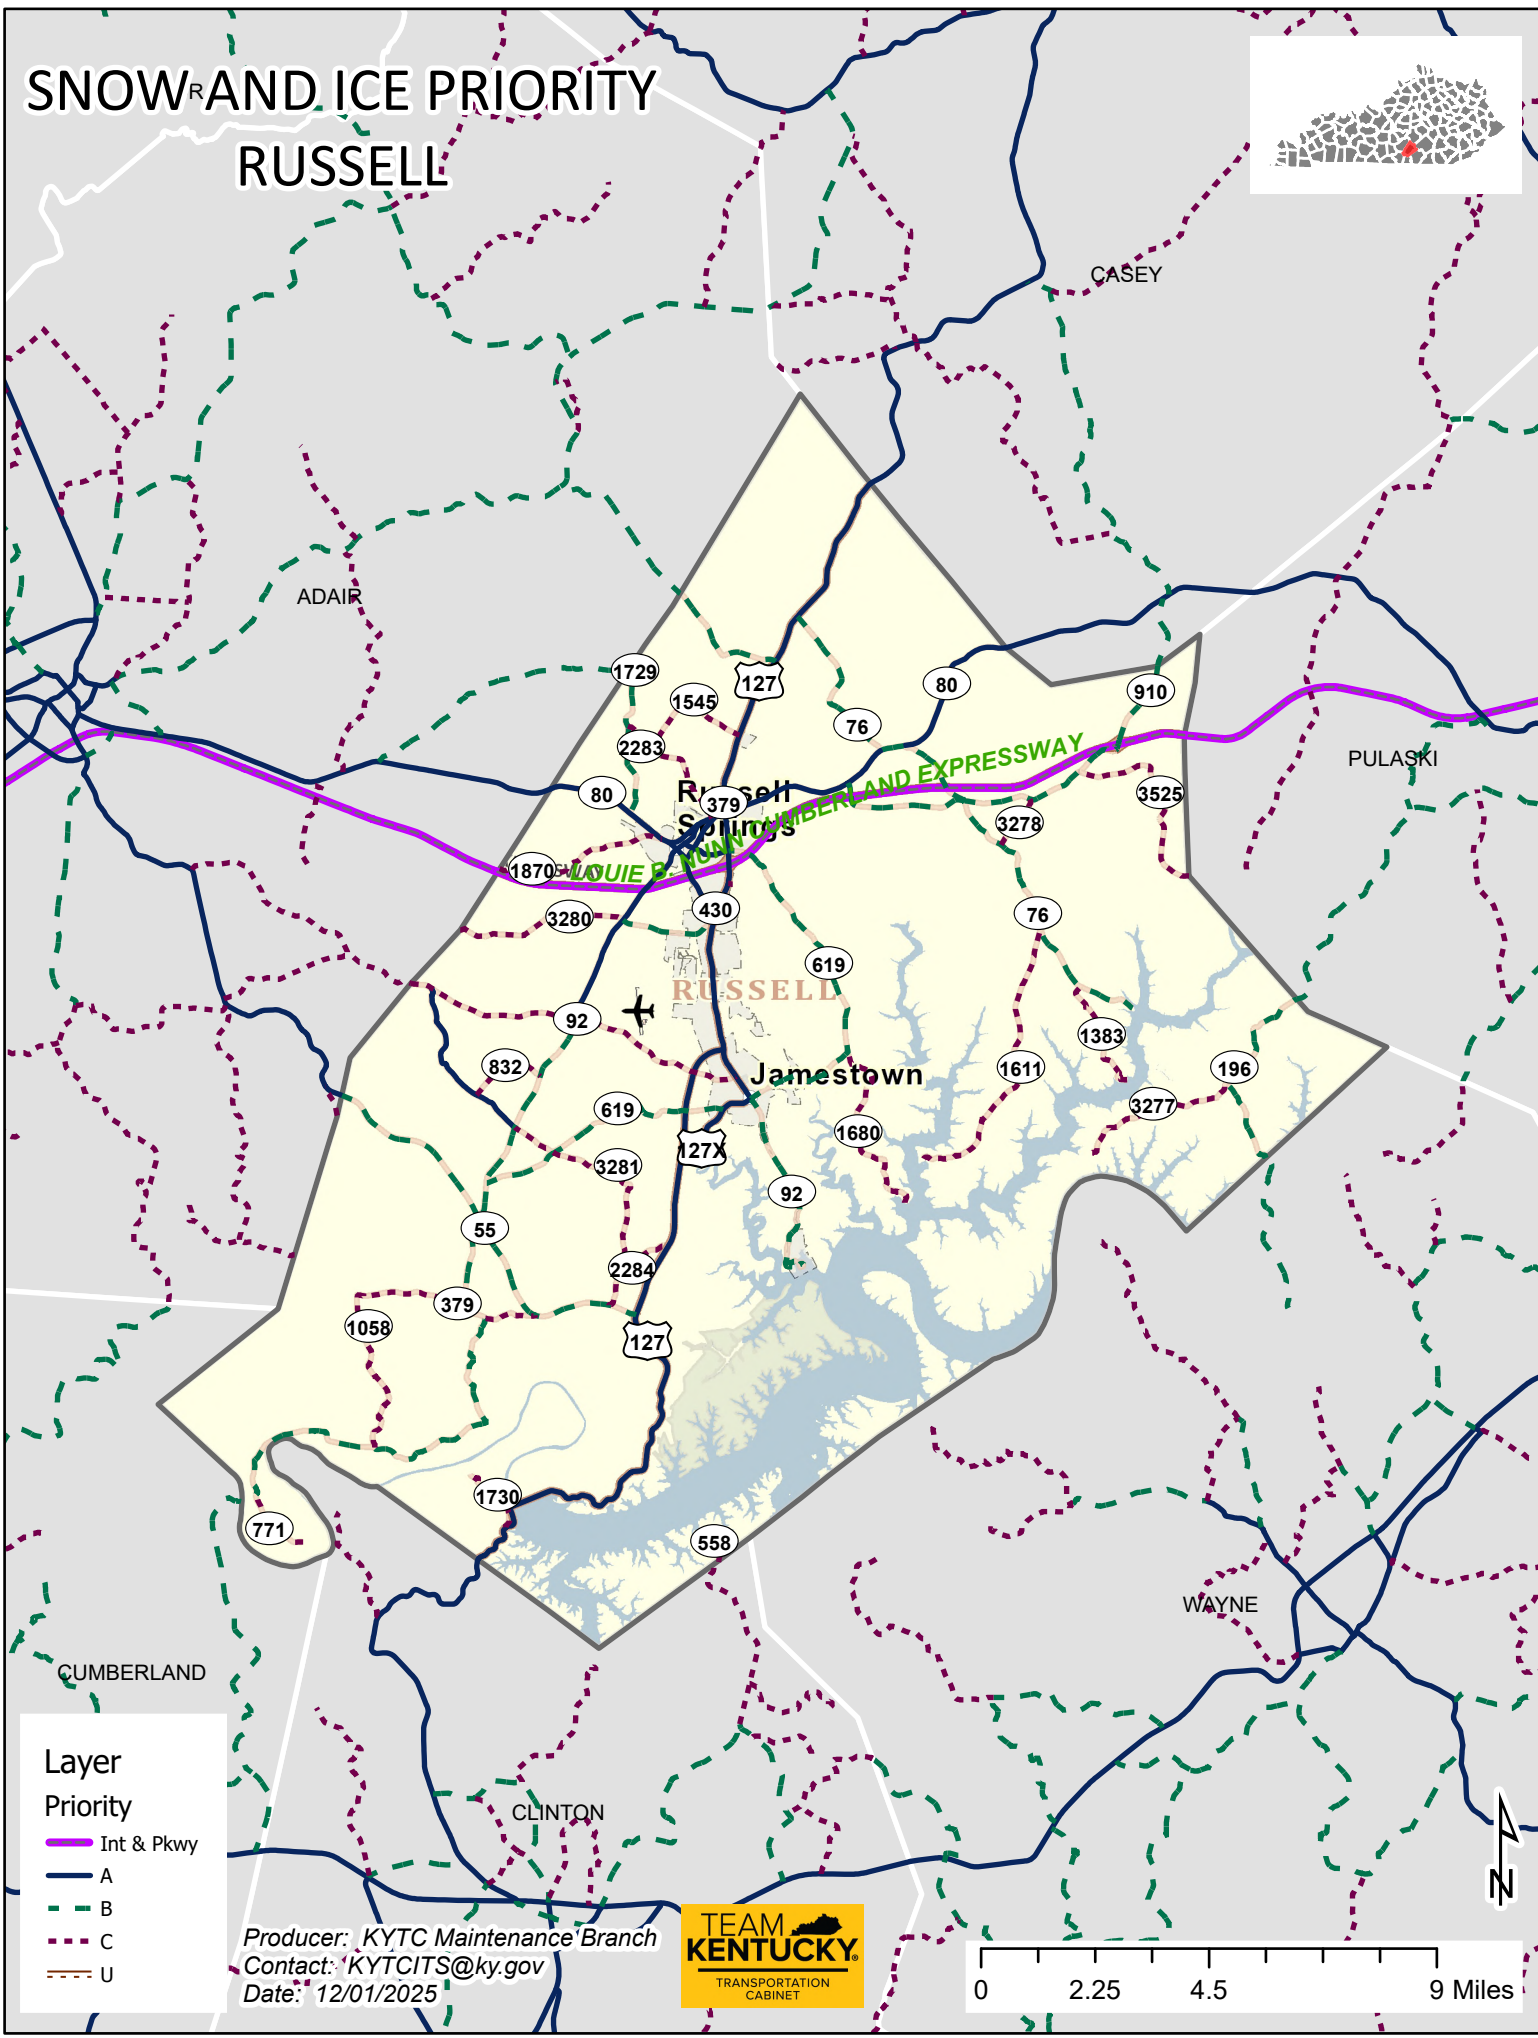 SNOW AND ICE PRIORITY
R
RUSSELL
CASEY
ADAIR
1729
127
1545
80
910
76
2283
PULASKI
LOUIE B. NUNN CUMBERLAND EXPRESSWAY
80
Russell
Springs
379
3525
3278
1870
3280
430
76
619
RUSSELL
92
1383
832
Jamestown
1611
196
619
3277
1680
127X
3281
92
55
2284
379
1058
127
1730
771
558
WAYNE
CUMBERLAND
CLINTON
Layer
Priority
Int & Pkwy
A
B
C
U
Producer: KYTC Maintenance Branch
Contact: KYTCITS@ky.gov
Date: 12/01/2025
TEAM
KENTUCKY®
TRANSPORTATION
CABINET
0 2.25 4.5 9 Miles
N